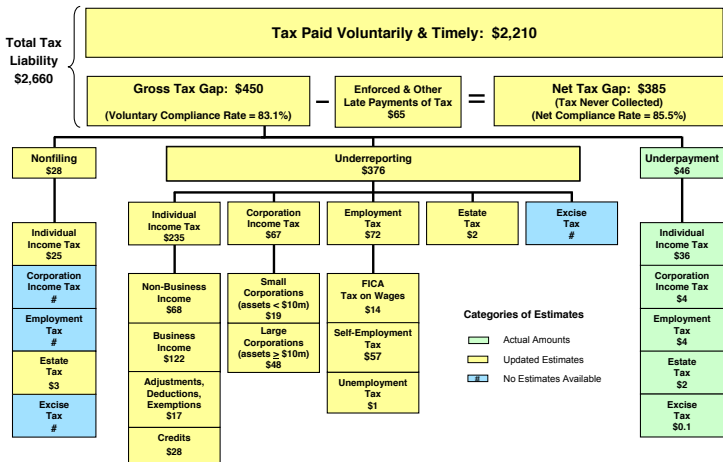 Tax Paid Voluntarily & Timely: $2,210
Total Tax
Liability
$2,660
Gross Tax Gap: $450
(Voluntary Compliance Rate = 83.1%)
–
Enforced & Other
Late Payments of Tax
$65
=
Net Tax Gap: $385
(Tax Never Collected)
(Net Compliance Rate = 85.5%)
Nonfiling
$28
Underreporting
$376
Underpayment
$46
Individual
Income Tax
$25
Corporation
Income Tax
#
Employment
Tax
#
Estate
Tax
$3
Excise
Tax
#
Individual
Income Tax
$235
Non-Business
Income
$68
Business
Income
$122
Adjustments,
Deductions,
Exemptions
$17
Credits
$28
Corporation
Income Tax
$67
Small
Corporations
(assets < $10m)
$19
Large
Corporations
(assets ≥ $10m)
$48
Employment
Tax
$72
FICA
Tax on Wages
$14
Self-Employment
Tax
$57
Unemployment
Tax
$1
Estate
Tax
$2
Excise
Tax
#
Categories of Estimates
Actual Amounts
Updated Estimates
# No Estimates Available
Individual
Income Tax
$36
Corporation
Income Tax
$4
Employment
Tax
$4
Estate
Tax
$2
Excise
Tax
$0.1